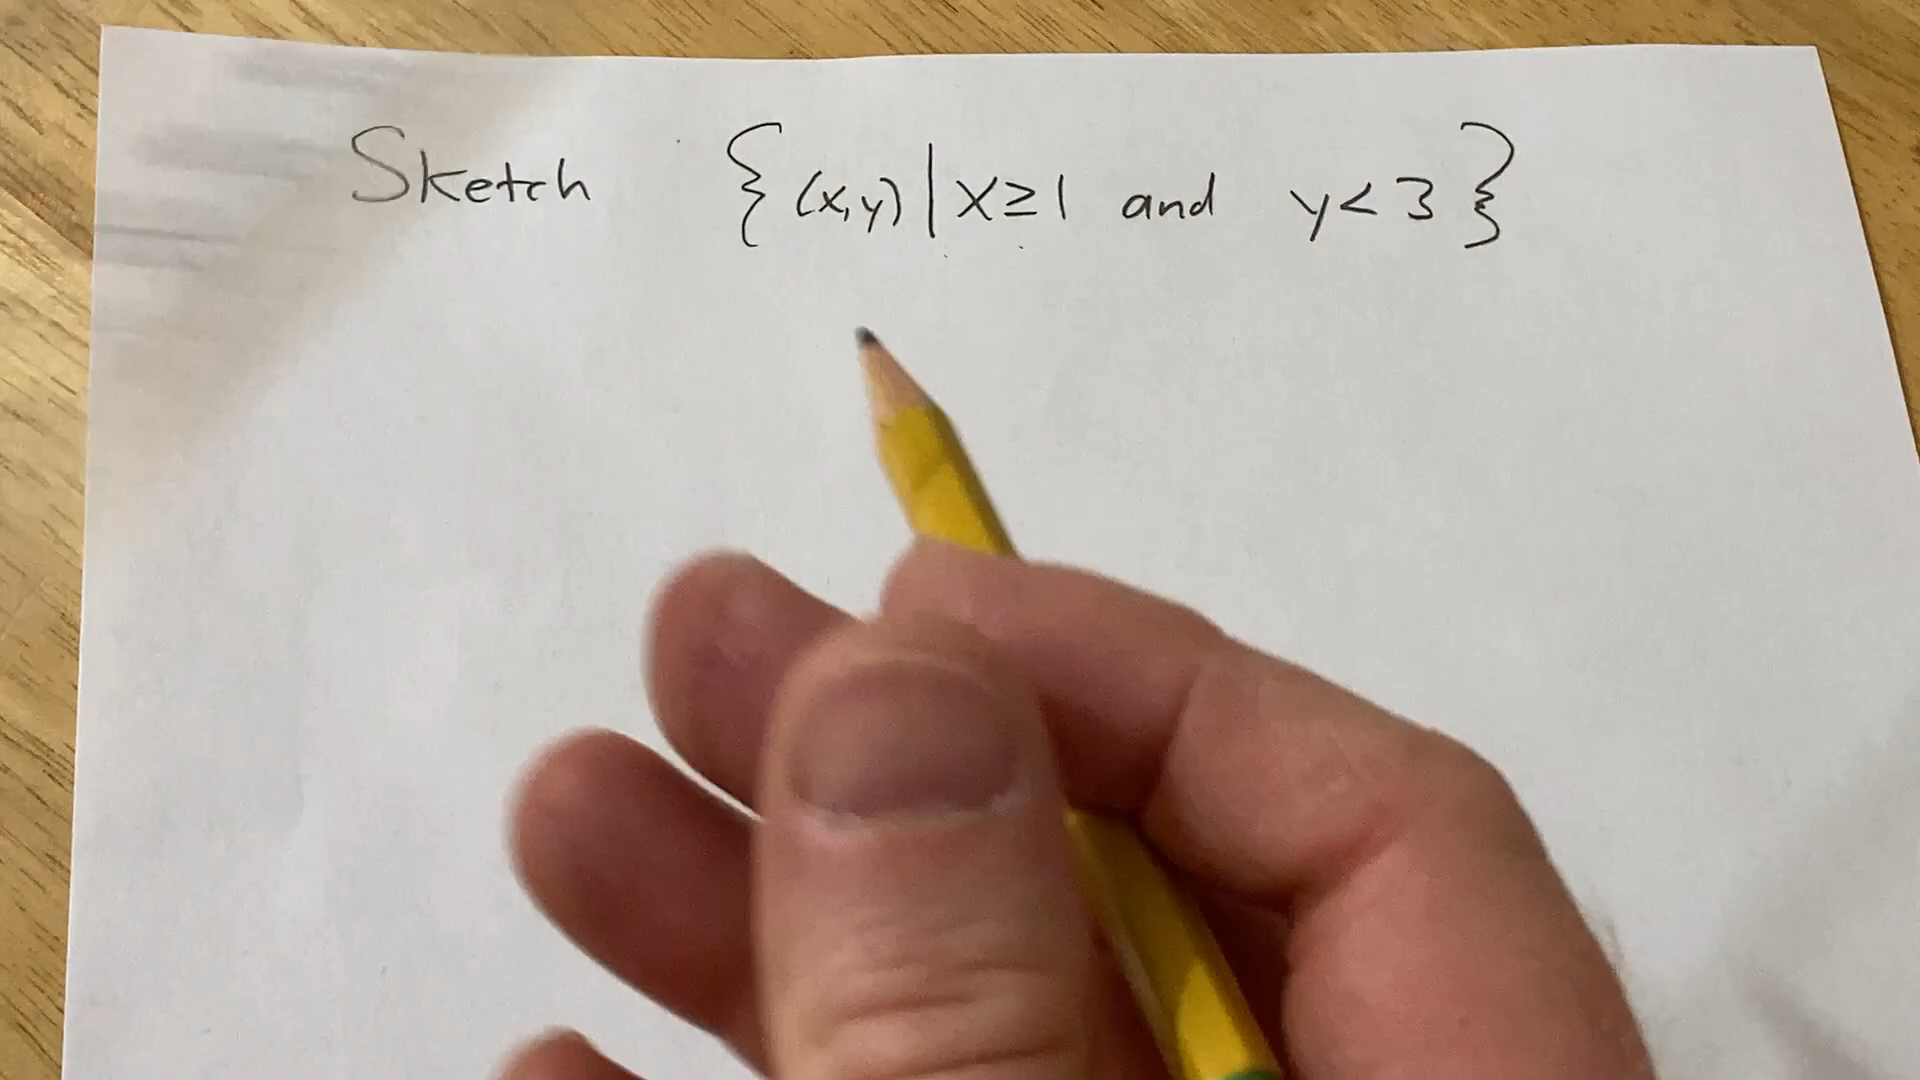 Sketch {(x,y)|x≥1 and y<3}